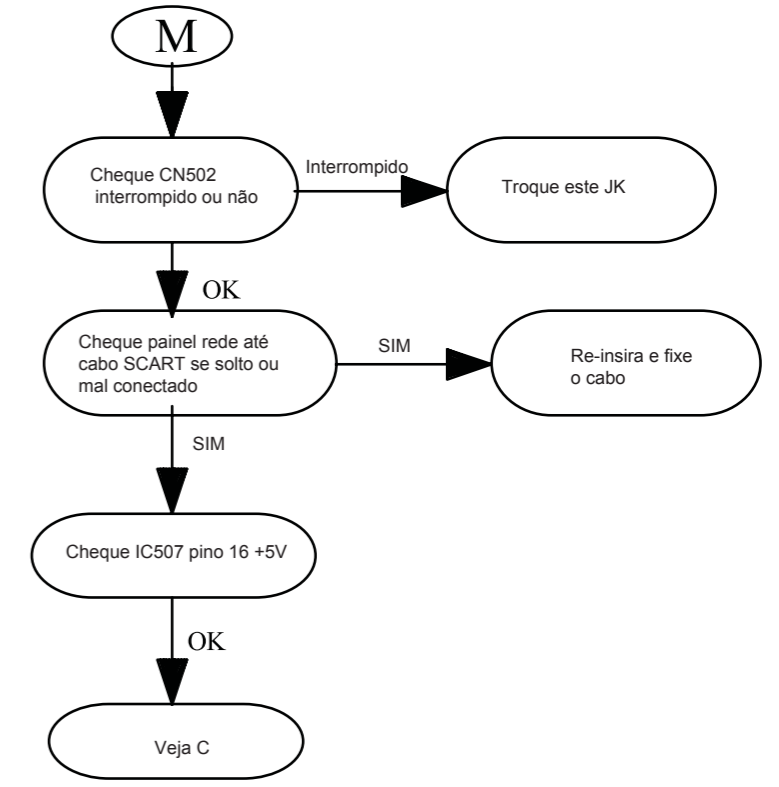 M
Cheque CN502
interrompido ou não
Interrompido
Troque este JK
OK
Cheque painel rede até
cabo SCART se solto ou
mal conectado
SIM
Re-insira e fixe
o cabo
SIM
Cheque IC507 pino 16 +5V
OK
Veja C